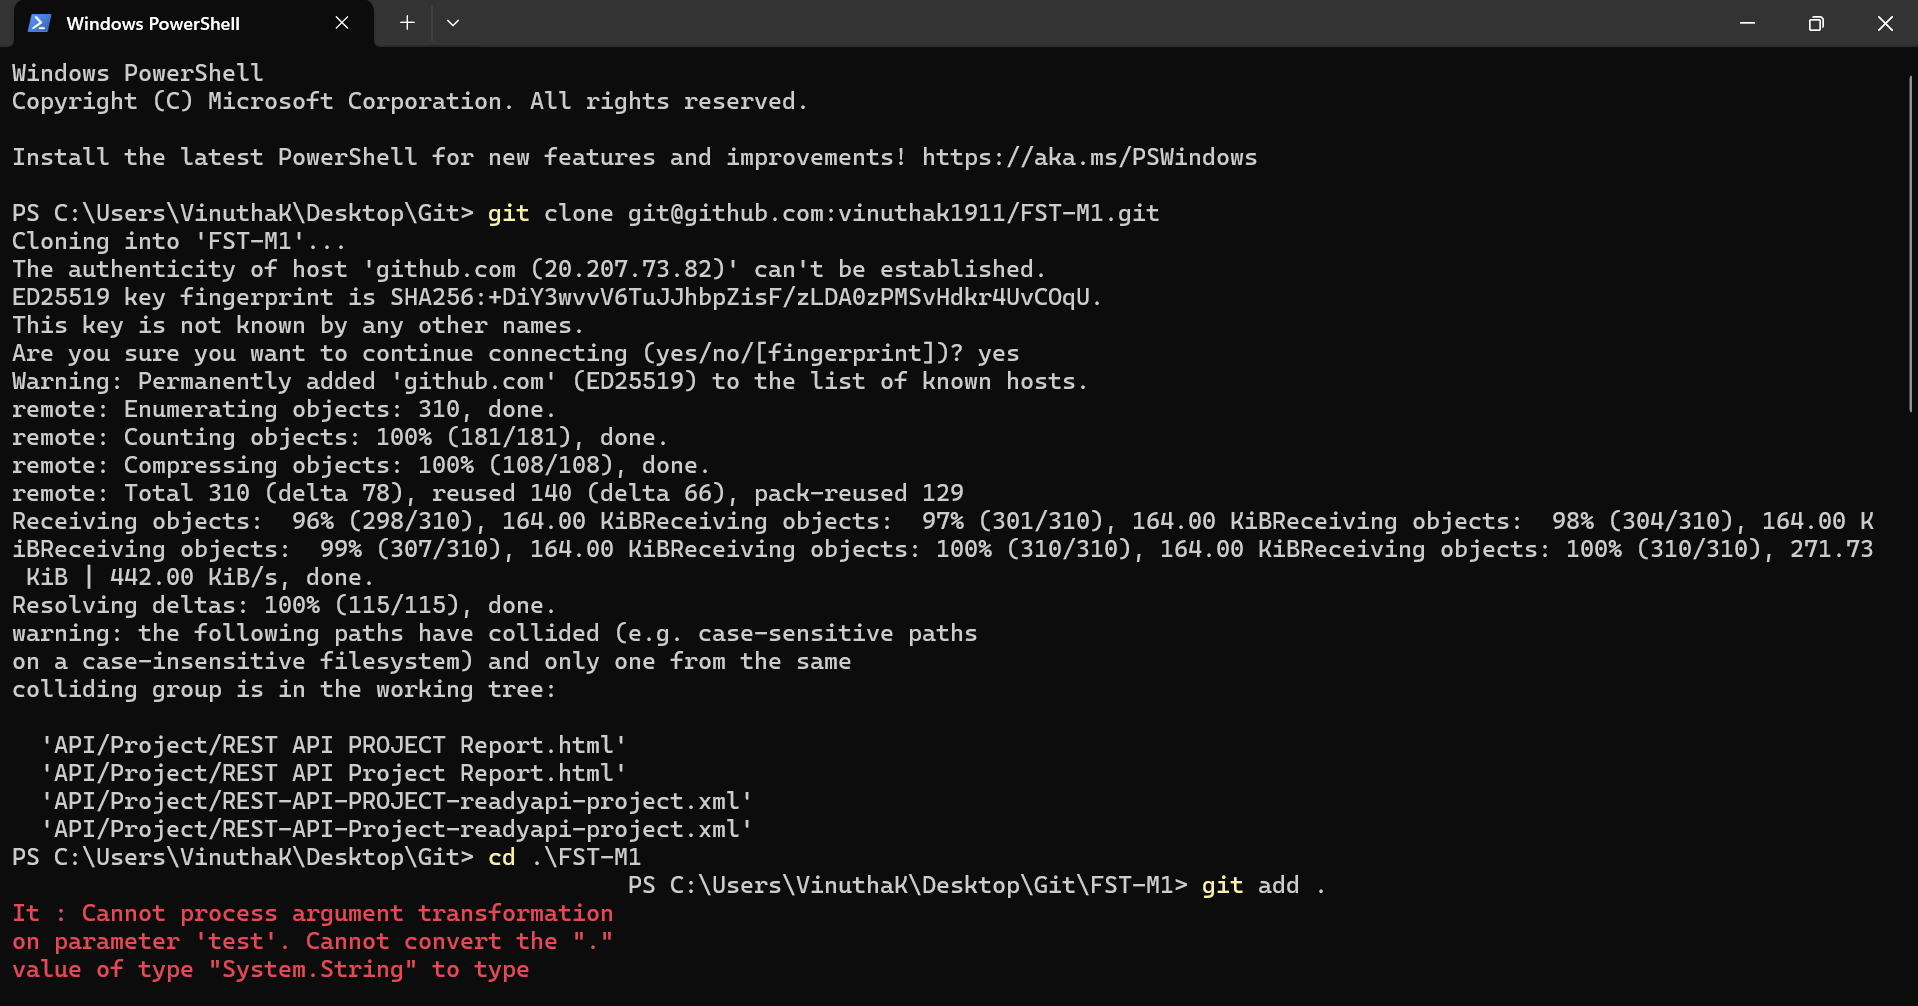 Windows PowerShell
Windows PowerShell
Copyright (C) Microsoft Corporation. All rights reserved.
Install the latest PowerShell for new features and improvements! https://aka.ms/PSWindows
PS C:\Users\VinuthaK\Desktop\Git> git clone git@github.com:vinuthak1911/FST-M1.git
Cloning into 'FST-M1'...
The authenticity of host 'github.com (20.207.73.82)' can't be established.
ED25519 key fingerprint is SHA256:+DiY3wvvV6TuJJhbpZisF/zLDA0zPMSvHdkr4UvCOqU.
This key is not known by any other names.
Are you sure you want to continue connecting (yes/no/[fingerprint])? yes
Warning: Permanently added 'github.com' (ED25519) to the list of known hosts.
remote: Enumerating objects: 310, done.
remote: Counting objects: 100% (181/181), done.
remote: Compressing objects: 100% (108/108), done.
remote: Total 310 (delta 78), reused 140 (delta 66), pack-reused 129
Receiving objects:  96% (298/310), 164.00 KiBReceiving objects:  97% (301/310), 164.00 KiBReceiving objects:  98% (304/310), 164.00 K
iBReceiving objects:  99% (307/310), 164.00 KiBReceiving objects: 100% (310/310), 164.00 KiBReceiving objects: 100% (310/310), 271.73
 KiB | 442.00 KiB/s, done.
Resolving deltas: 100% (115/115), done.
warning: the following paths have collided (e.g. case-sensitive paths
on a case-insensitive filesystem) and only one from the same
colliding group is in the working tree:
  'API/Project/REST API PROJECT Report.html'
  'API/Project/REST API Project Report.html'
  'API/Project/REST-API-PROJECT-readyapi-project.xml'
  'API/Project/REST-API-Project-readyapi-project.xml'
PS C:\Users\VinuthaK\Desktop\Git> cd .\FST-M1
PS C:\Users\VinuthaK\Desktop\Git\FST-M1> git add .
It : Cannot process argument transformation
on parameter 'test'. Cannot convert the "."
value of type "System.String" to type